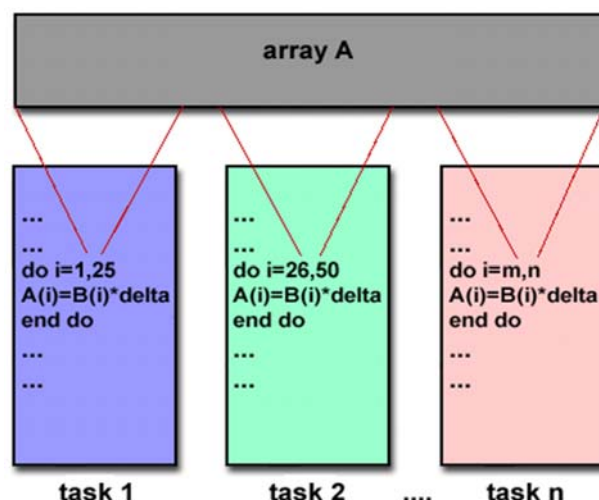 array A
...
...
do i=1,25
A(i)=B(i)*delta
end do
...
...
task 1
...
...
do i=26,50
A(i)=B(i)*delta
end do
...
...
task 2
....
...
...
do i=m,n
A(i)=B(i)*delta
end do
...
...
task n